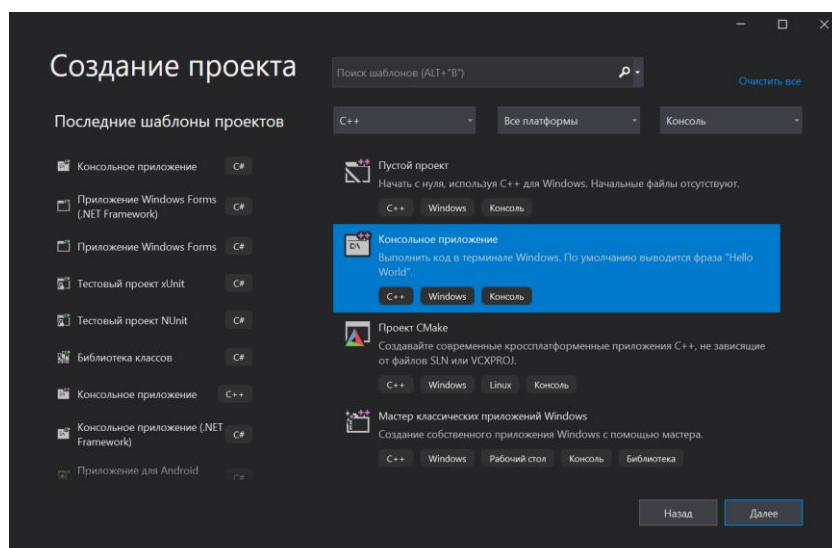 Создание проекта
Поиск шаблонов (ALT+"B")
Очистить все
Последние шаблоны проектов
C++
Все платформы
Консоль
Консольное приложение
C#
Приложение Windows Forms
(.NET Framework)
C#
Приложение Windows Forms
C#
Тестовый проект xUnit
C#
Тестовый проект NUnit
C#
Библиотека классов
C#
Консольное приложение
C++
Консольное приложение (.NET
Framework)
C#
Приложение для Android
C#
Пустой проект
Начать с нуля, используя C++ для Windows. Начальные файлы отсутствуют.
C++ Windows Консоль
Консольное приложение
Выполнить код в терминале Windows. По умолчанию выводится фраза "Hello
World".
C++ Windows Консоль
Проект CMake
Создавайте современные кроссплатформенные приложения C++, не зависящие
от файлов SLN или VCXPROJ.
C++ Windows Linux Консоль
Мастер классических приложений Windows
Создание собственного приложения Windows с помощью мастера.
C++ Windows Рабочий стол Консоль Библиотека
Назад
Далее